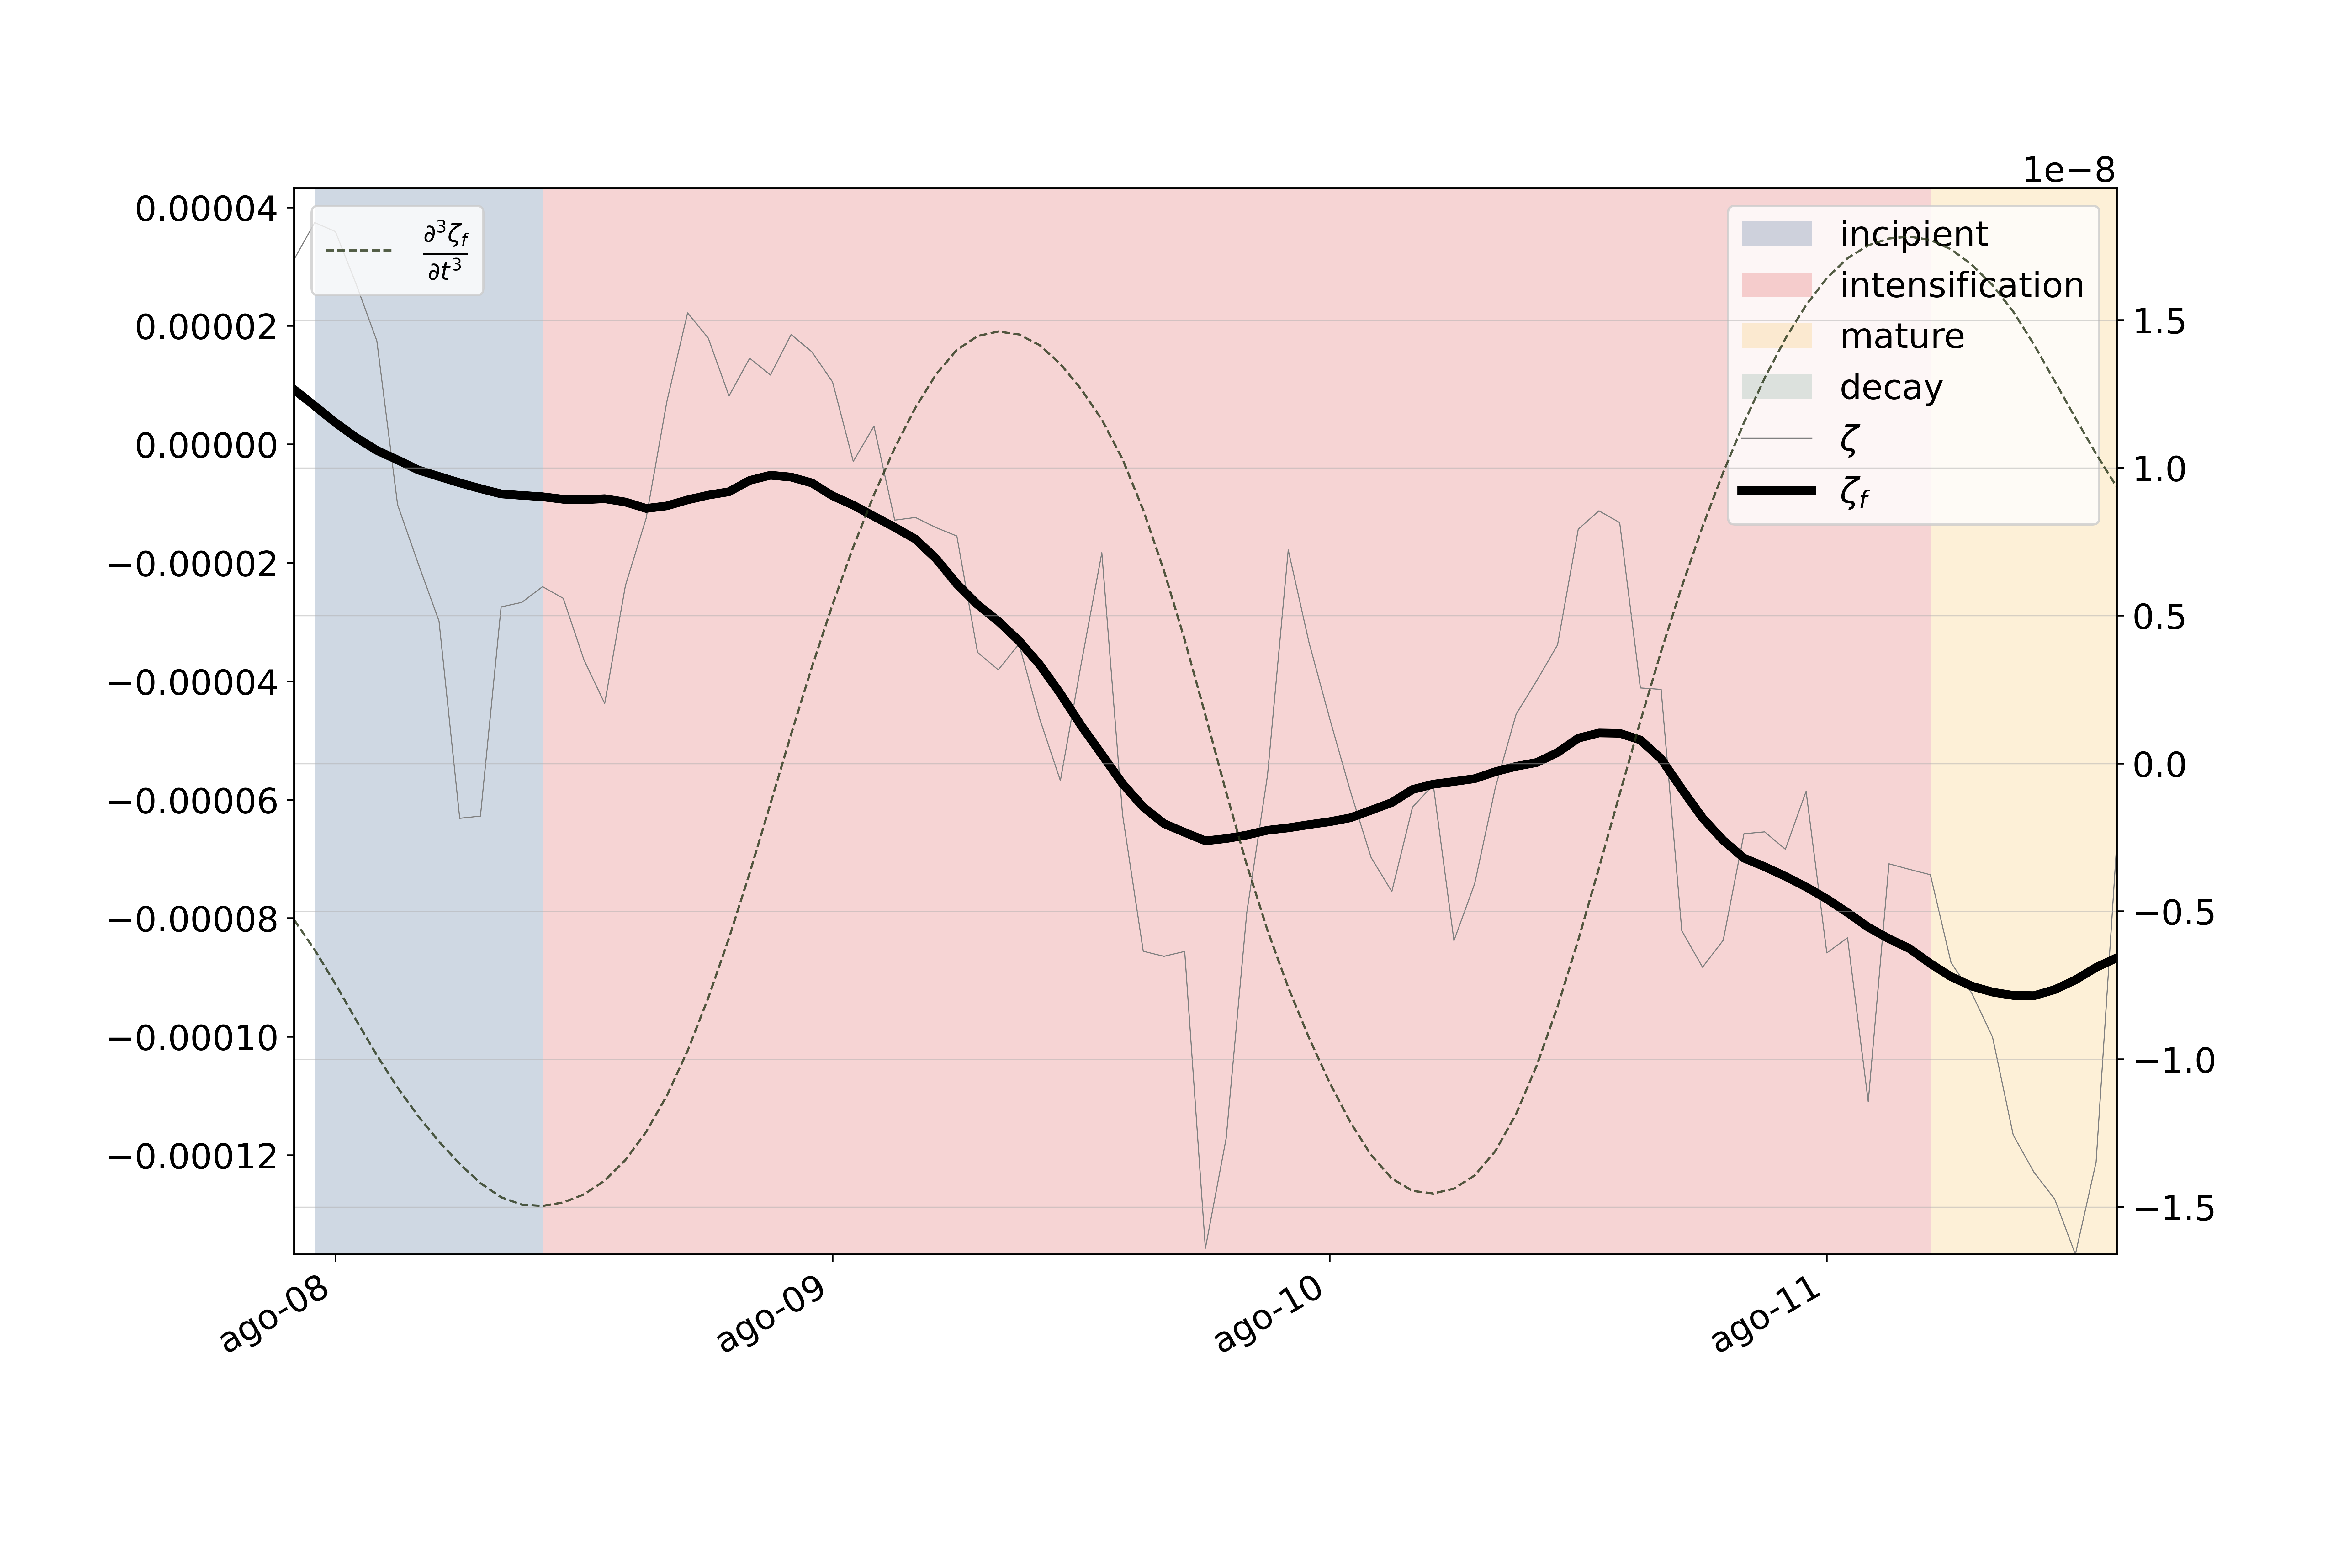 1e−8
0.00004
0.00002
0.00000
−0.00002
−0.00004
−0.00006
−0.00008
−0.00010
−0.00012
∂³ζ_f
∂t³
incipient
intensification
mature
decay
ζ
ζ_f
1.5
1.0
0.5
0.0
−0.5
−1.0
−1.5
ago-08
ago-09
ago-10
ago-11